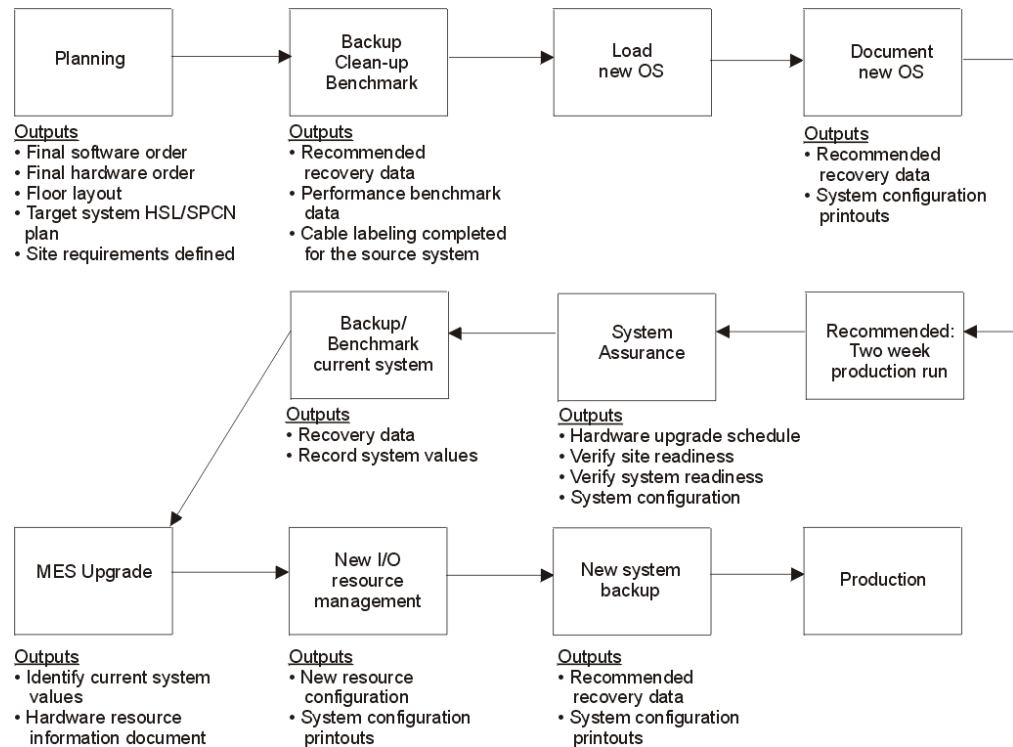 Planning
Backup
Clean-up
Benchmark
Load
new OS
Document
new OS
Outputs
• Final software order
• Final hardware order
• Floor layout
• Target system HSL/SPCN
plan
• Site requirements defined
Outputs
• Recommended
recovery data
• Performance benchmark
data
• Cable labeling completed
for the source system
Outputs
• Recommended
recovery data
• System configuration
printouts
Backup/
Benchmark
current system
System
Assurance
Recommended:
Two week
production run
Outputs
• Recovery data
• Record system values
Outputs
• Hardware upgrade schedule
• Verify site readiness
• Verify system readiness
• System configuration
MES Upgrade
New I/O
resource
management
New system
backup
Production
Outputs
• Identify current system
values
• Hardware resource
information document
Outputs
• New resource
configuration
• System configuration
printouts
Outputs
• Recommended
recovery data
• System configuration
printouts